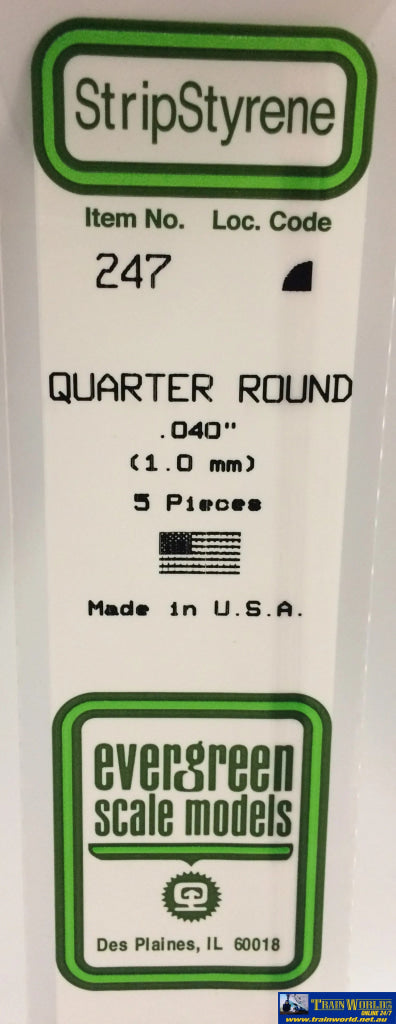 StripStyrene
Item No. Loc. Code
247
QUARTER ROUND
.040"
(1.0 mm)
5 Pieces
Made in U.S.A.
evergreen
scale models
Des Plaines, IL 60018
TRAIN WORLD
ONLINE 24/7
www.trainworld.net.au